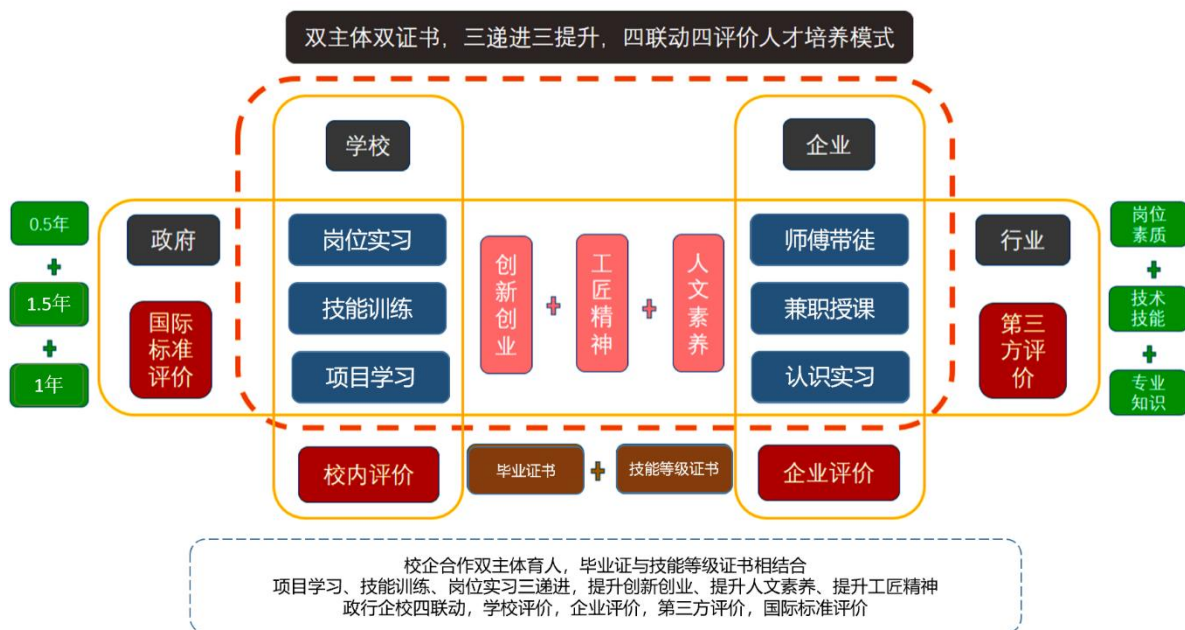 双主体双证书，三递进三提升，四联动四评价人才培养模式
学校
企业
0.5年
+
1.5年
+
1年
政府
国际
标准
评价
岗位实习
技能训练
项目学习
创新创业
+
工匠精神
+
人文素养
师傅带徒
兼职授课
认识实习
行业
第三
方评
价
岗位
素质
+
技术
技能
+
专业
知识
校内评价
毕业证书
+
技能等级证书
企业评价
校企合作双主体育人，毕业证与技能等级证书相结合
项目学习、技能训练、岗位实习三递进，提升创新创业、提升人文素养、提升工匠精神
政行企校四联动，学校评价，企业评价，第三方评价，国际标准评价